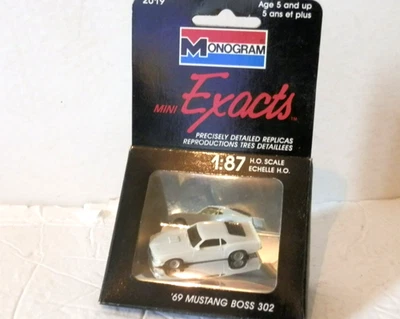 2019
Age 5 and up
5 ans et plus
M MONOGRAM
MINI Exacts™
PRECISELY DETAILED REPLICAS
REPRODUCTIONS TRES DETAILLEES
1:87 H.O. SCALE
ECHELLE H.O.
'69 MUSTANG BOSS 302